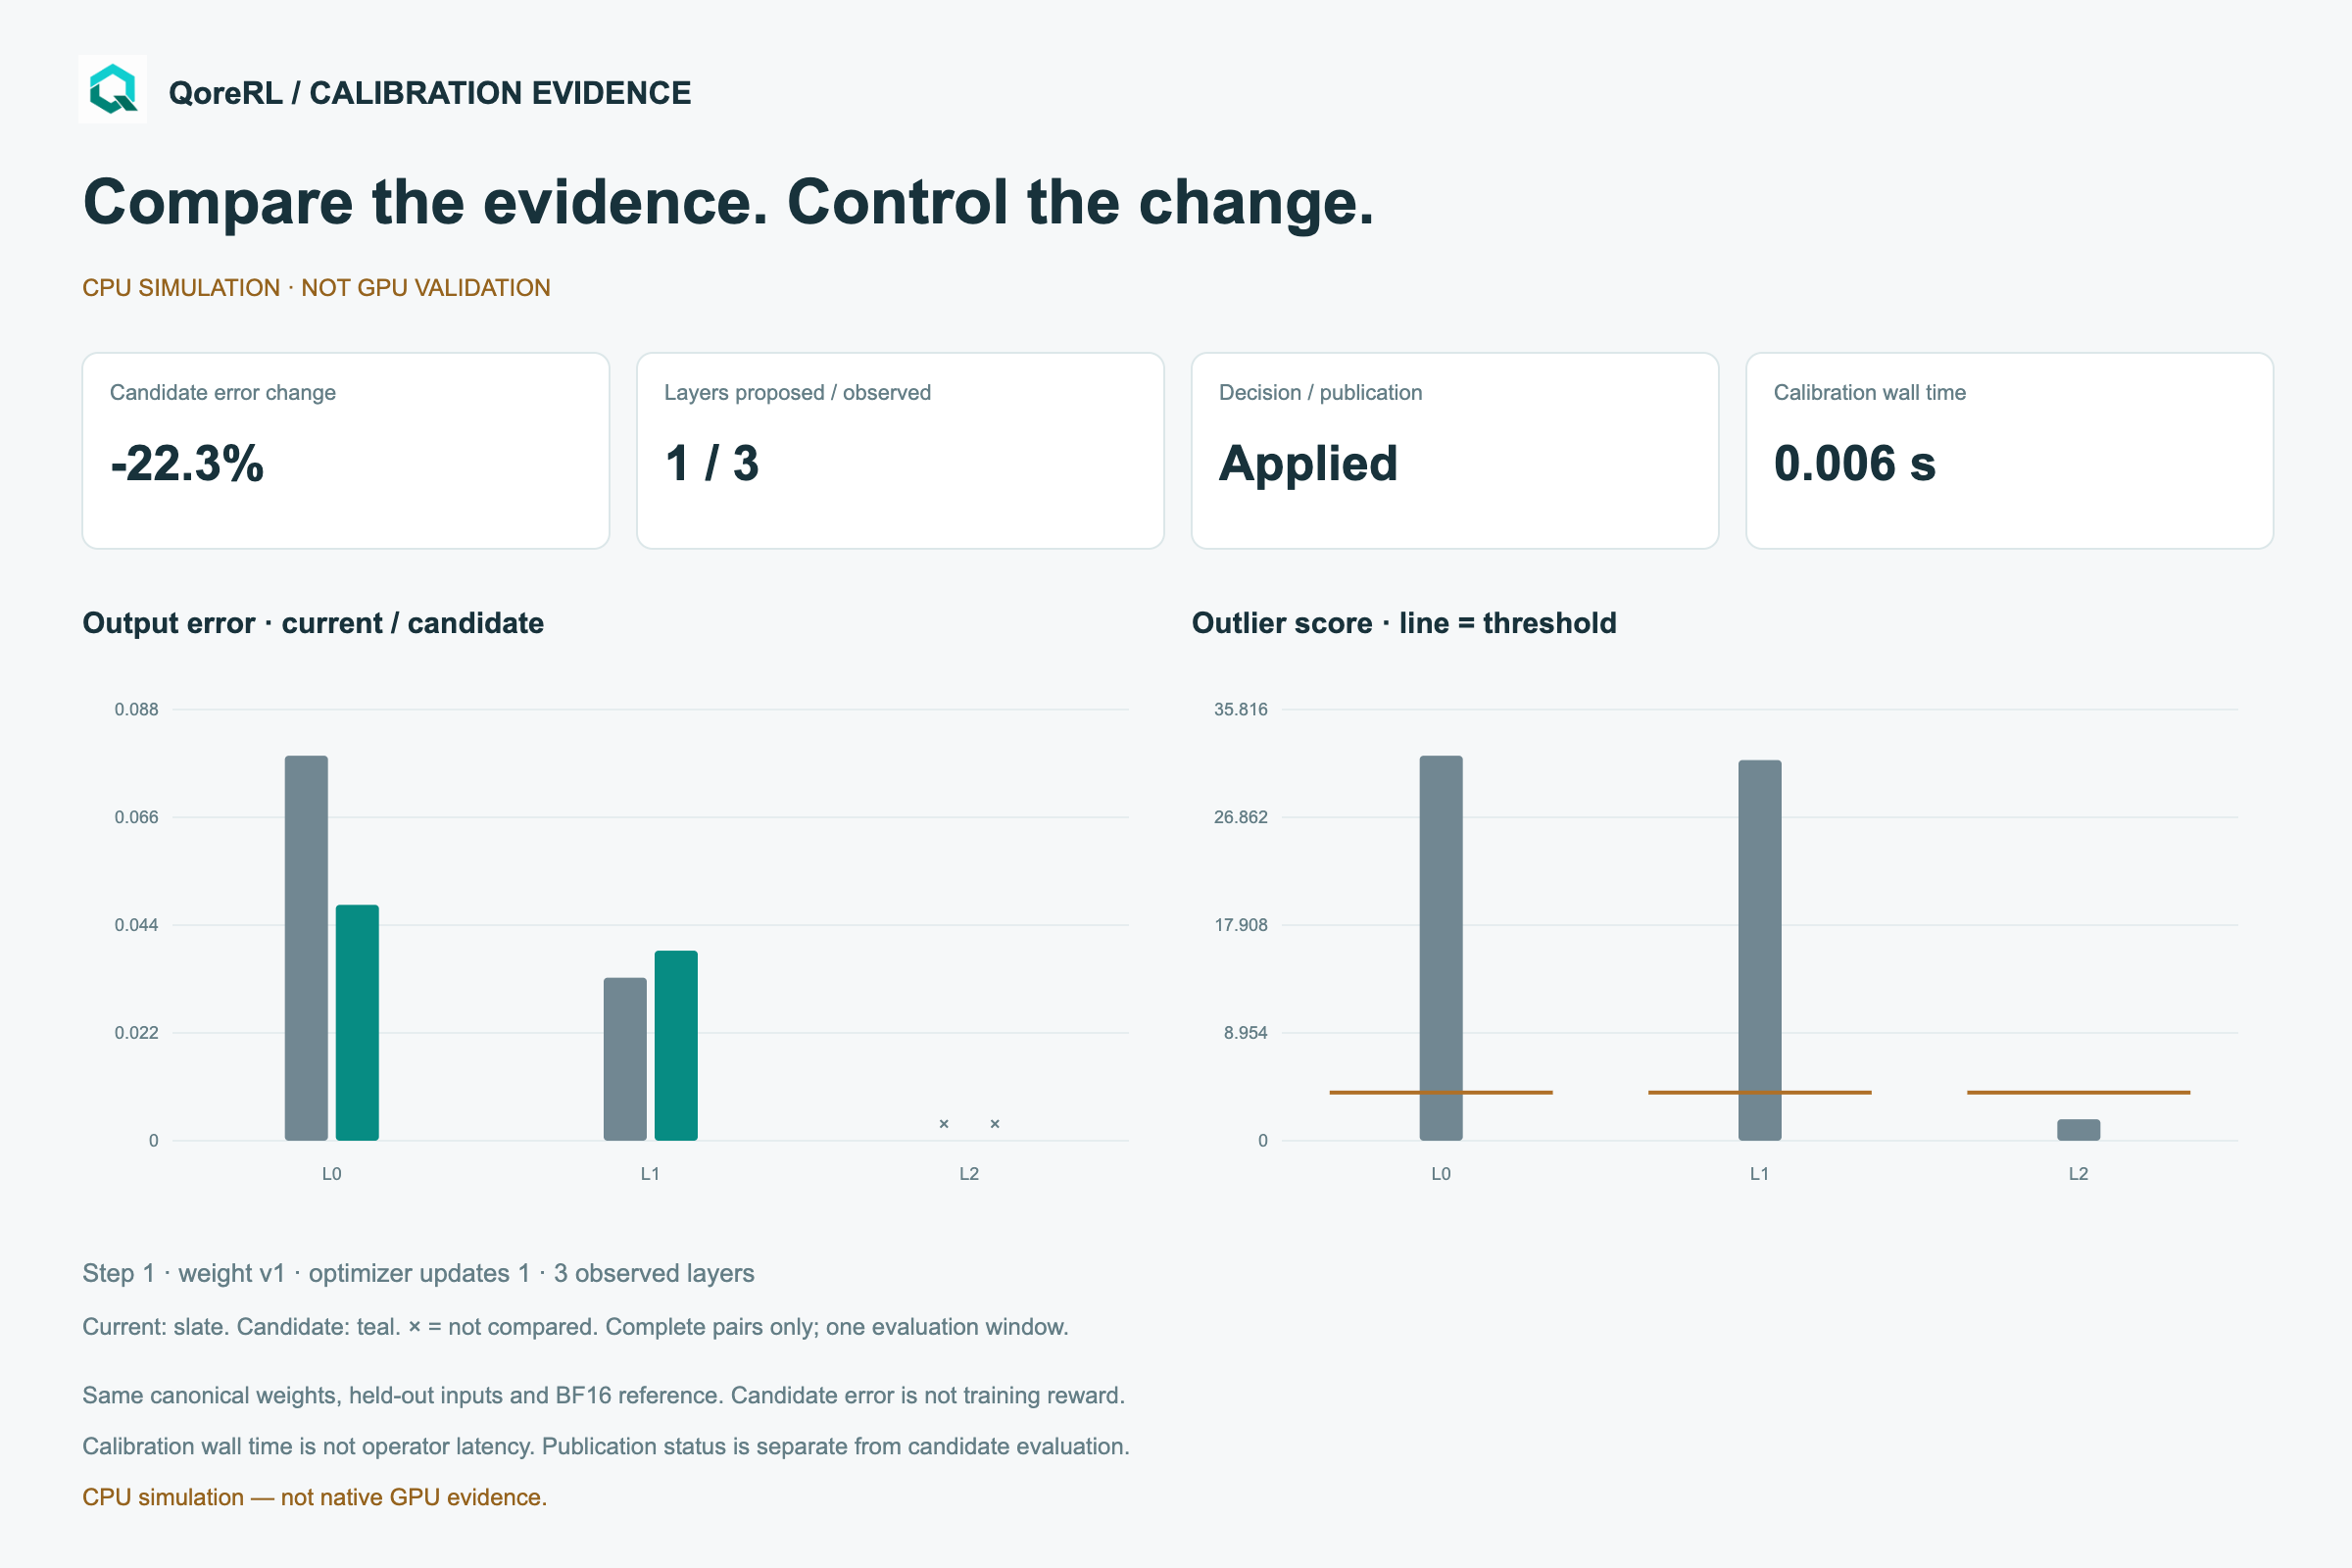 QoreRL / CALIBRATION EVIDENCE
Compare the evidence. Control the change.
CPU SIMULATION · NOT GPU VALIDATION
Candidate error change
-22.3%
Layers proposed / observed
1 / 3
Decision / publication
Applied
Calibration wall time
0.006 s
Output error · current / candidate
0.088
0.066
0.044
0.022
0
× ×
L0 L1 L2
Outlier score · line = threshold
35.816
26.862
17.908
8.954
0
L0 L1 L2
Step 1 · weight v1 · optimizer updates 1 · 3 observed layers
Current: slate. Candidate: teal. × = not compared. Complete pairs only; one evaluation window.
Same canonical weights, held-out inputs and BF16 reference. Candidate error is not training reward.
Calibration wall time is not operator latency. Publication status is separate from candidate evaluation.
CPU simulation — not native GPU evidence.